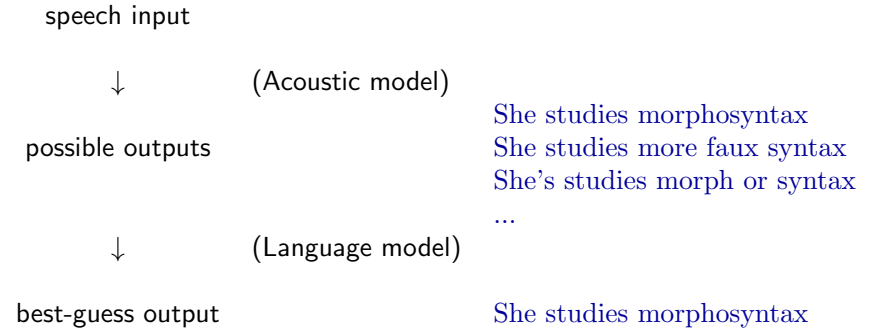 speech input
↓ (Acoustic model)
She studies morphosyntax
possible outputs She studies more faux syntax
She's studies morph or syntax
...
↓ (Language model)
best-guess output She studies morphosyntax